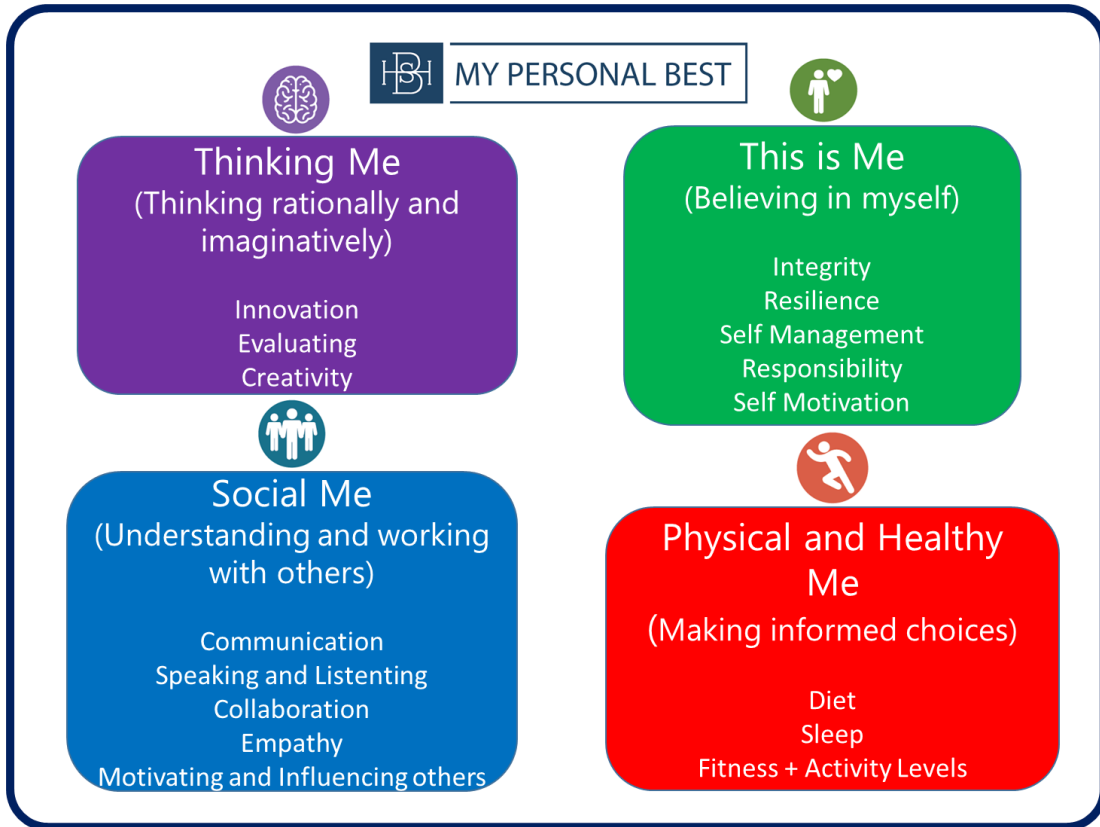 HBSH MY PERSONAL BEST
Thinking Me
(Thinking rationally and
imaginatively)
Innovation
Evaluating
Creativity
This is Me
(Believing in myself)
Integrity
Resilience
Self Management
Responsibility
Self Motivation
Social Me
(Understanding and working
with others)
Communication
Speaking and Listenting
Collaboration
Empathy
Motivating and Influencing others
Physical and Healthy
Me
(Making informed choices)
Diet
Sleep
Fitness + Activity Levels